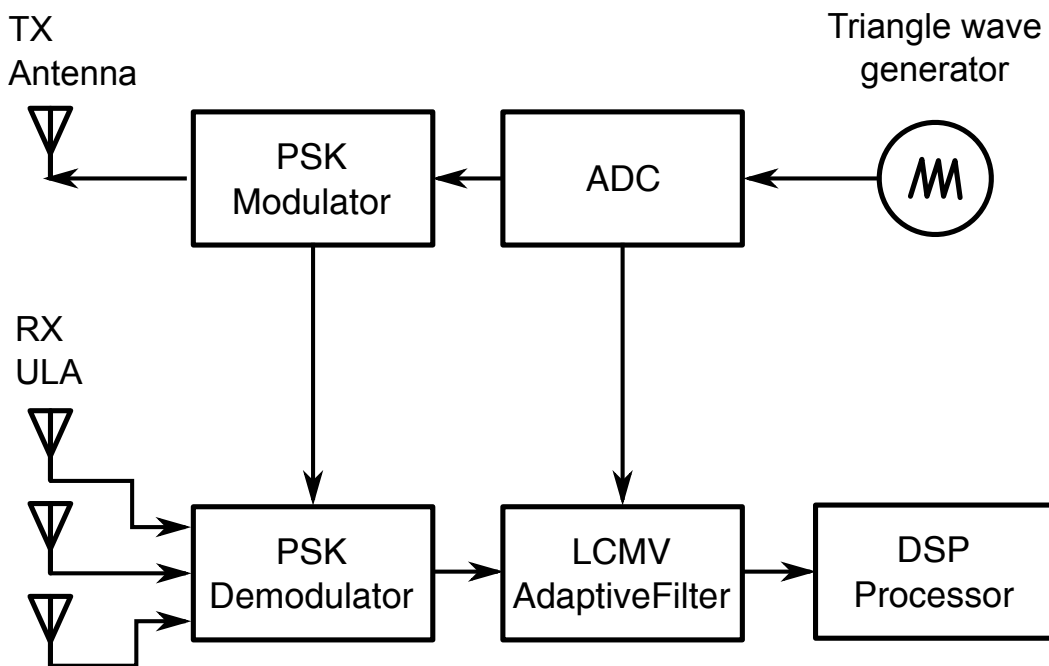 TX
Antenna
Triangle wave
generator
PSK
Modulator
ADC
RX
ULA
PSK
Demodulator
LCMV
AdaptiveFilter
DSP
Processor